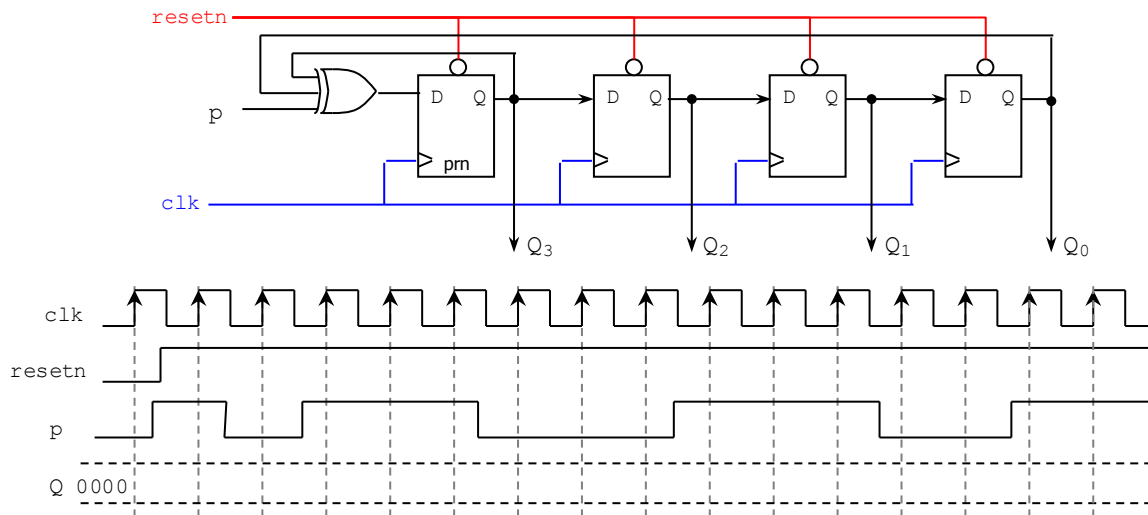 resetn
D Q D Q D Q D Q
p
prn
clk
Q3 Q2 Q1 Q0
clk
resetn
p
Q 0000